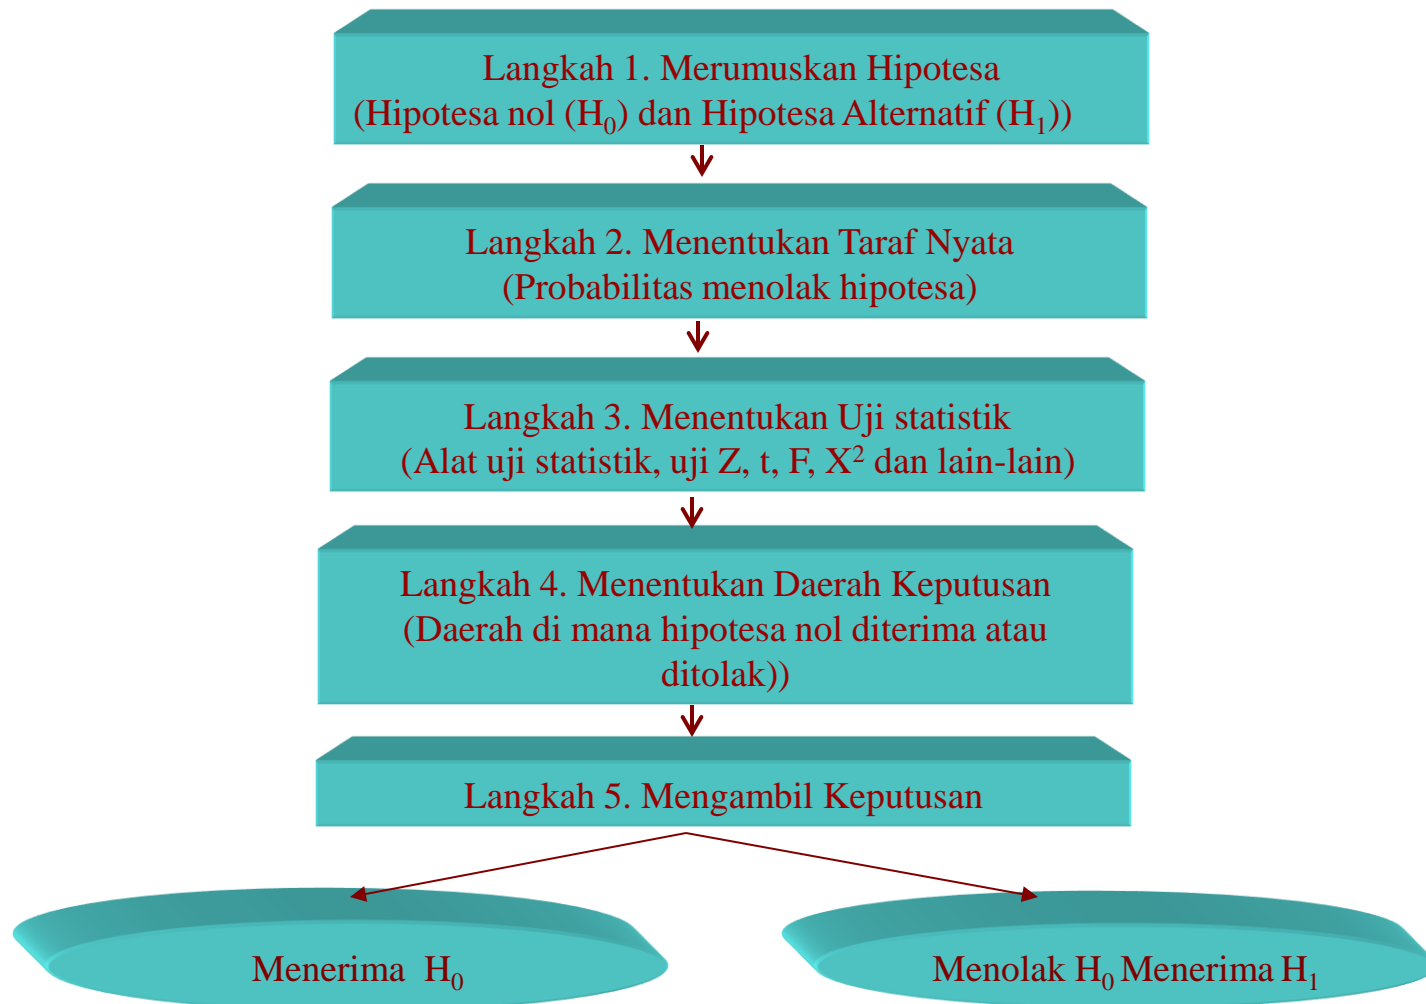 Langkah 1. Merumuskan Hipotesa
(Hipotesa nol (H₀) dan Hipotesa Alternatif (H₁))
Langkah 2. Menentukan Taraf Nyata
(Probabilitas menolak hipotesa)
Langkah 3. Menentukan Uji statistik
(Alat uji statistik, uji Z, t, F, X² dan lain-lain)
Langkah 4. Menentukan Daerah Keputusan
(Daerah di mana hipotesa nol diterima atau
ditolak))
Langkah 5. Mengambil Keputusan
Menerima H₀
Menolak H₀ Menerima H₁